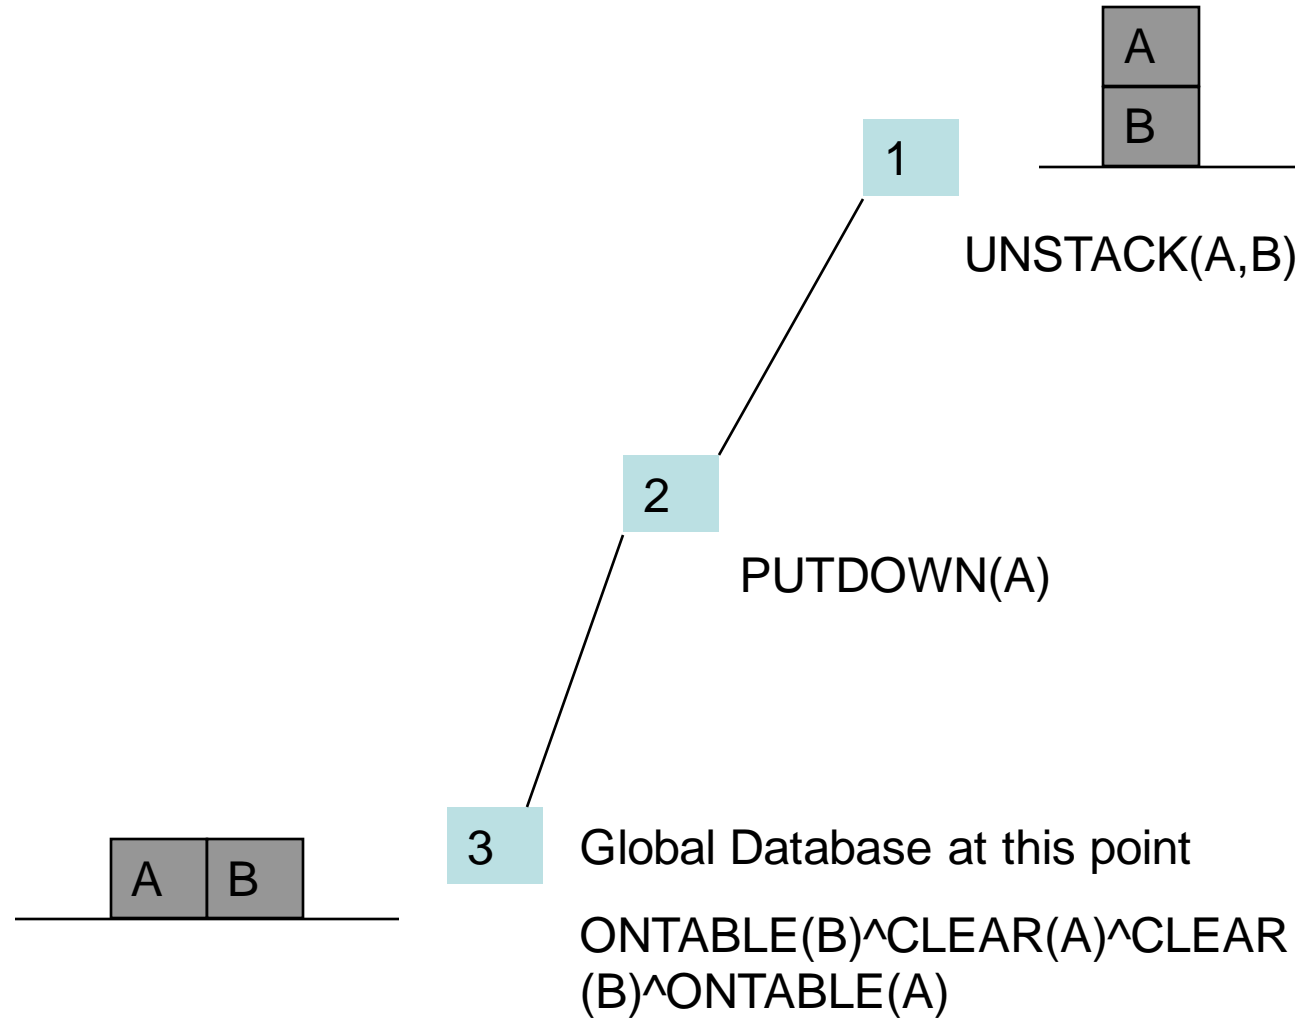 A
B
1
UNSTACK(A,B)
2
PUTDOWN(A)
A B
3 Global Database at this point
ONTABLE(B)^CLEAR(A)^CLEAR
(B)^ONTABLE(A)